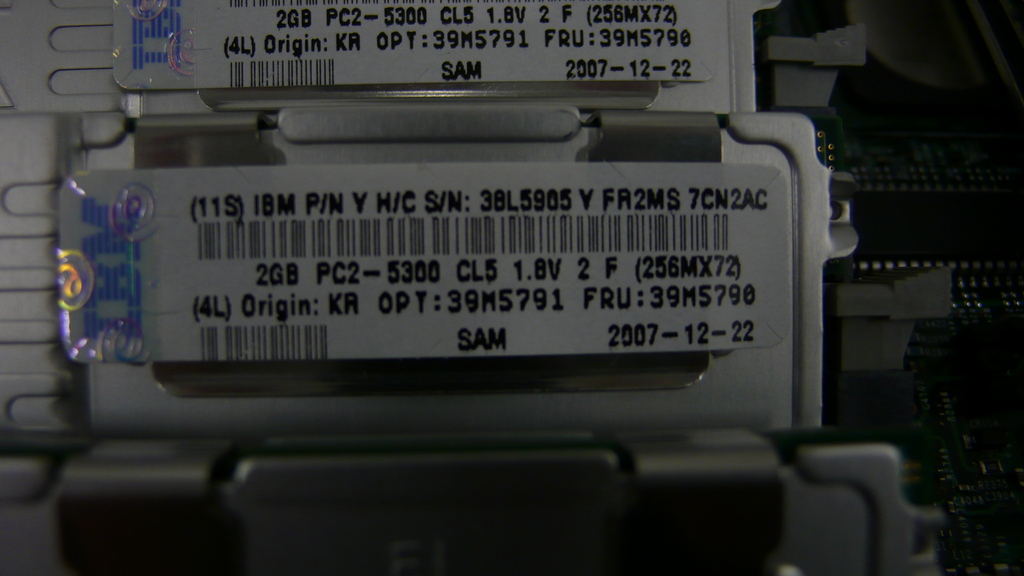 2GB PC2-5300 CL5 1.8V 2 F (256MX72)
(4L) Origin: KR OPT:39M5791 FRU:39M5790
SAM 2007-12-22
IBM
(11S) IBM P/N Y H/C S/N: 38L5905 Y FR2MS 7CN2AC
2GB PC2-5300 CL5 1.8V 2 F (256MX72)
(4L) Origin: KR OPT:39M5791 FRU:39M5790
SAM 2007-12-22
IBM